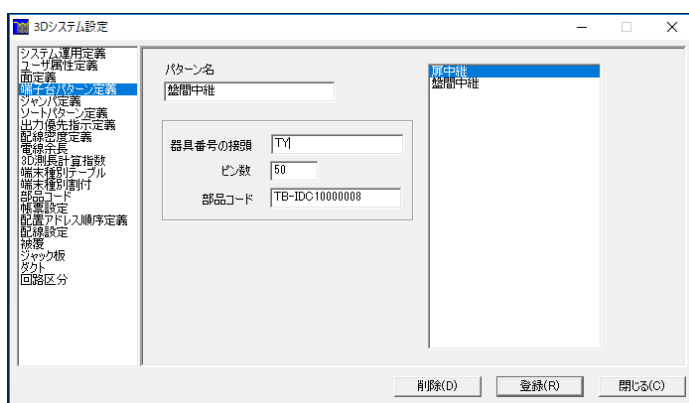 3Dシステム設定
システム運用定義
ユーザ属性定義
面定義
端子台パターン定義
ジャンパ定義
ソートパターン定義
出力優先指示定義
配線密度定義
電線余長
3D測長計算指数
端末種別テーブル
端末種別割付
部品コード
帳票設定
配置アドレス順序定義
配線設定
被覆
ジャック板
ダクト
回路区分
パターン名
盤間中継
器具番号の接頭 TY
ピン数 50
部品コード TB-IDC10000008
扉中継
盤間中継
削除(D) 登録(R) 閉じる(C)